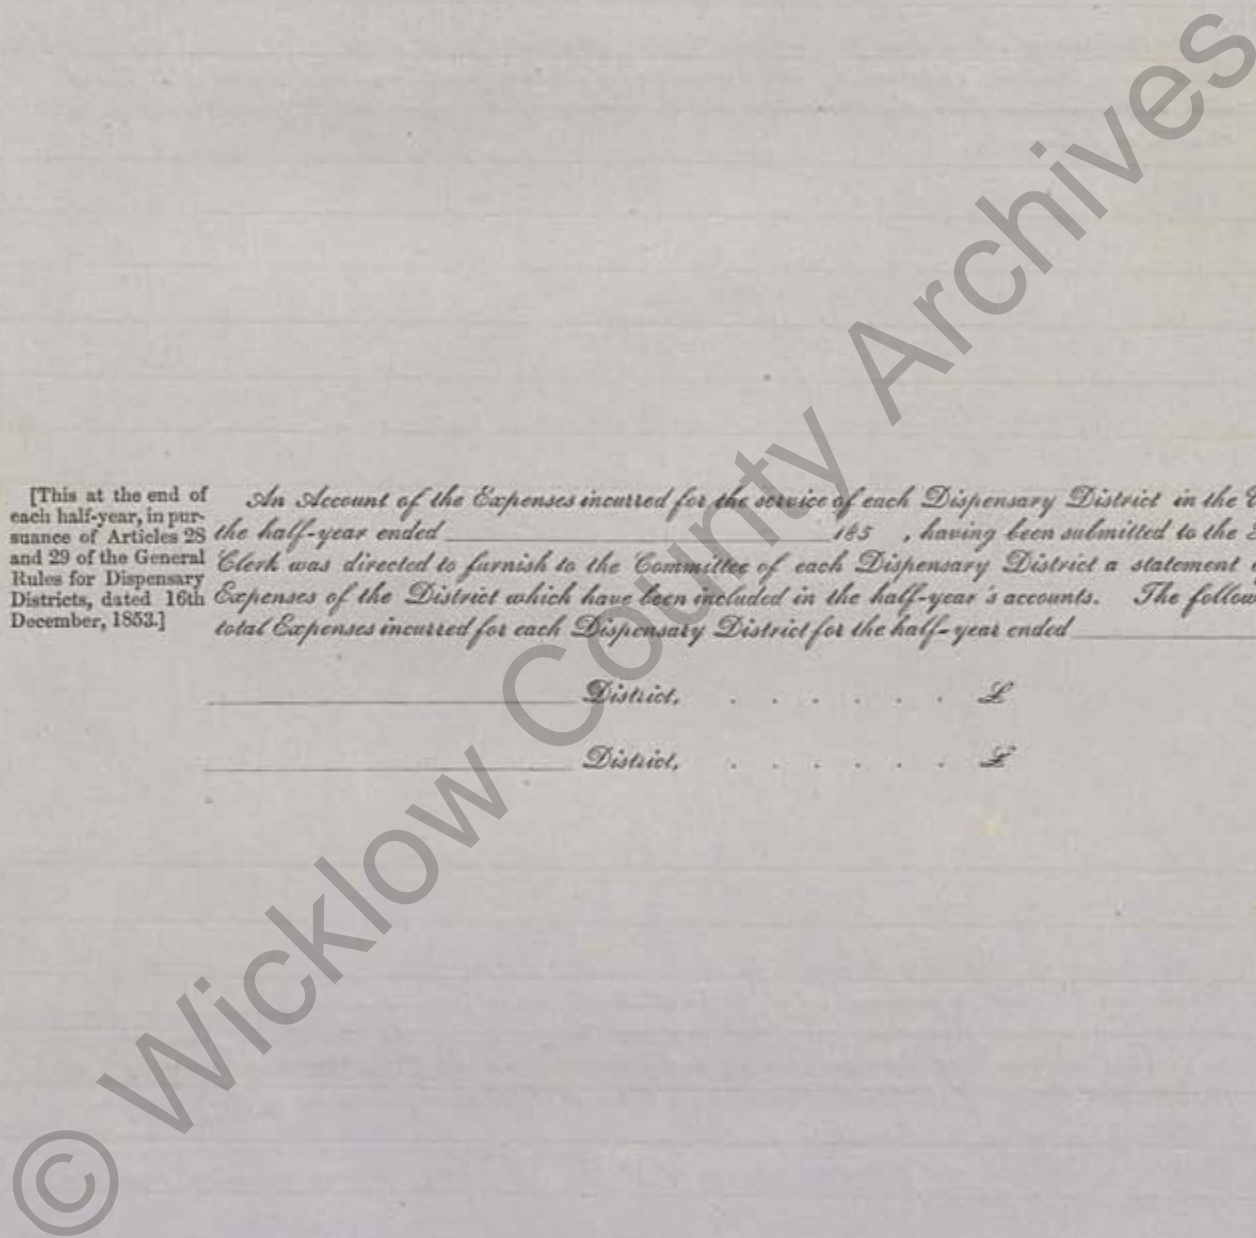 [This at the end of
each half-year, in pur-
suance of Articles 28
and 29 of the General
Rules for Dispensary
Districts, dated 16th
December, 1853.]
An Account of the Expenses incurred for the service of each Dispensary District in the
the half-year ended 185 , having been submitted to the
Clerk was directed to furnish to the Committee of each Dispensary District a statement
Expenses of the District which have been included in the half-year's accounts. The follow
total Expenses incurred for each Dispensary District for the half-year ended
District, . . . . . . £
District, . . . . . . £
© Wicklow County Archives